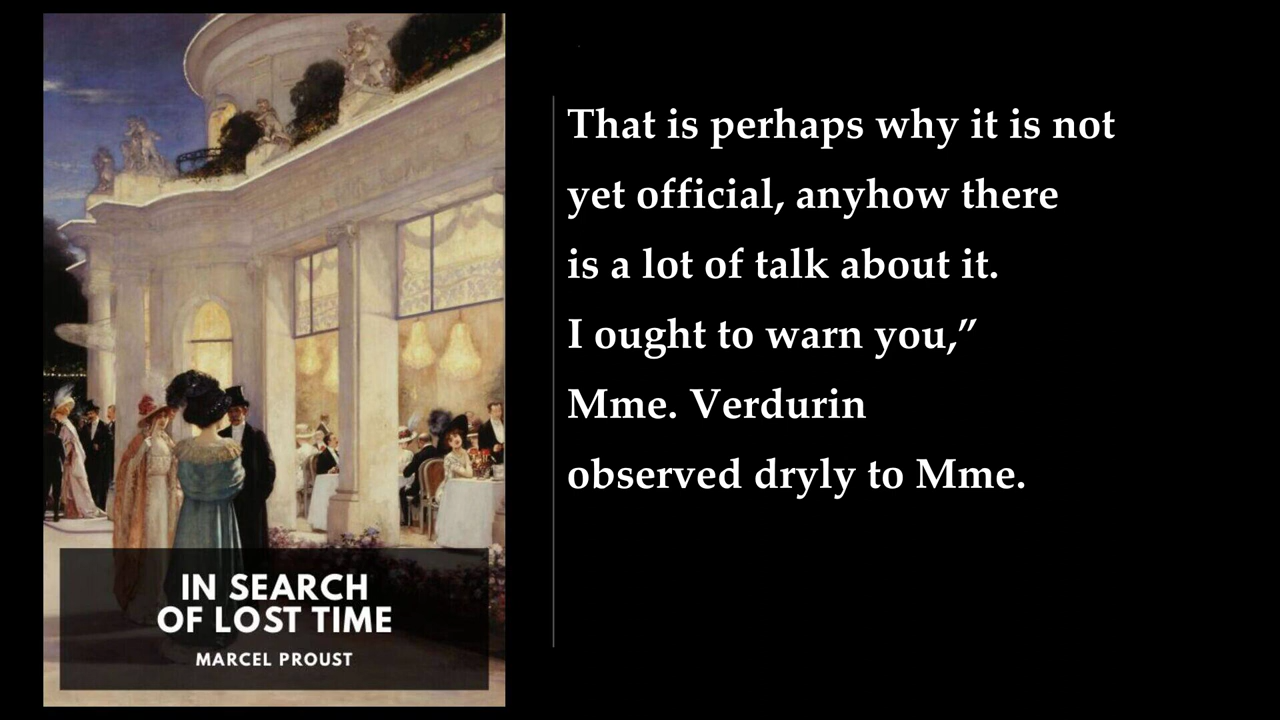 IN SEARCH
OF LOST TIME
MARCEL PROUST
That is perhaps why it is not
yet official, anyhow there
is a lot of talk about it.
I ought to warn you,”
Mme. Verdurin
observed dryly to Mme.